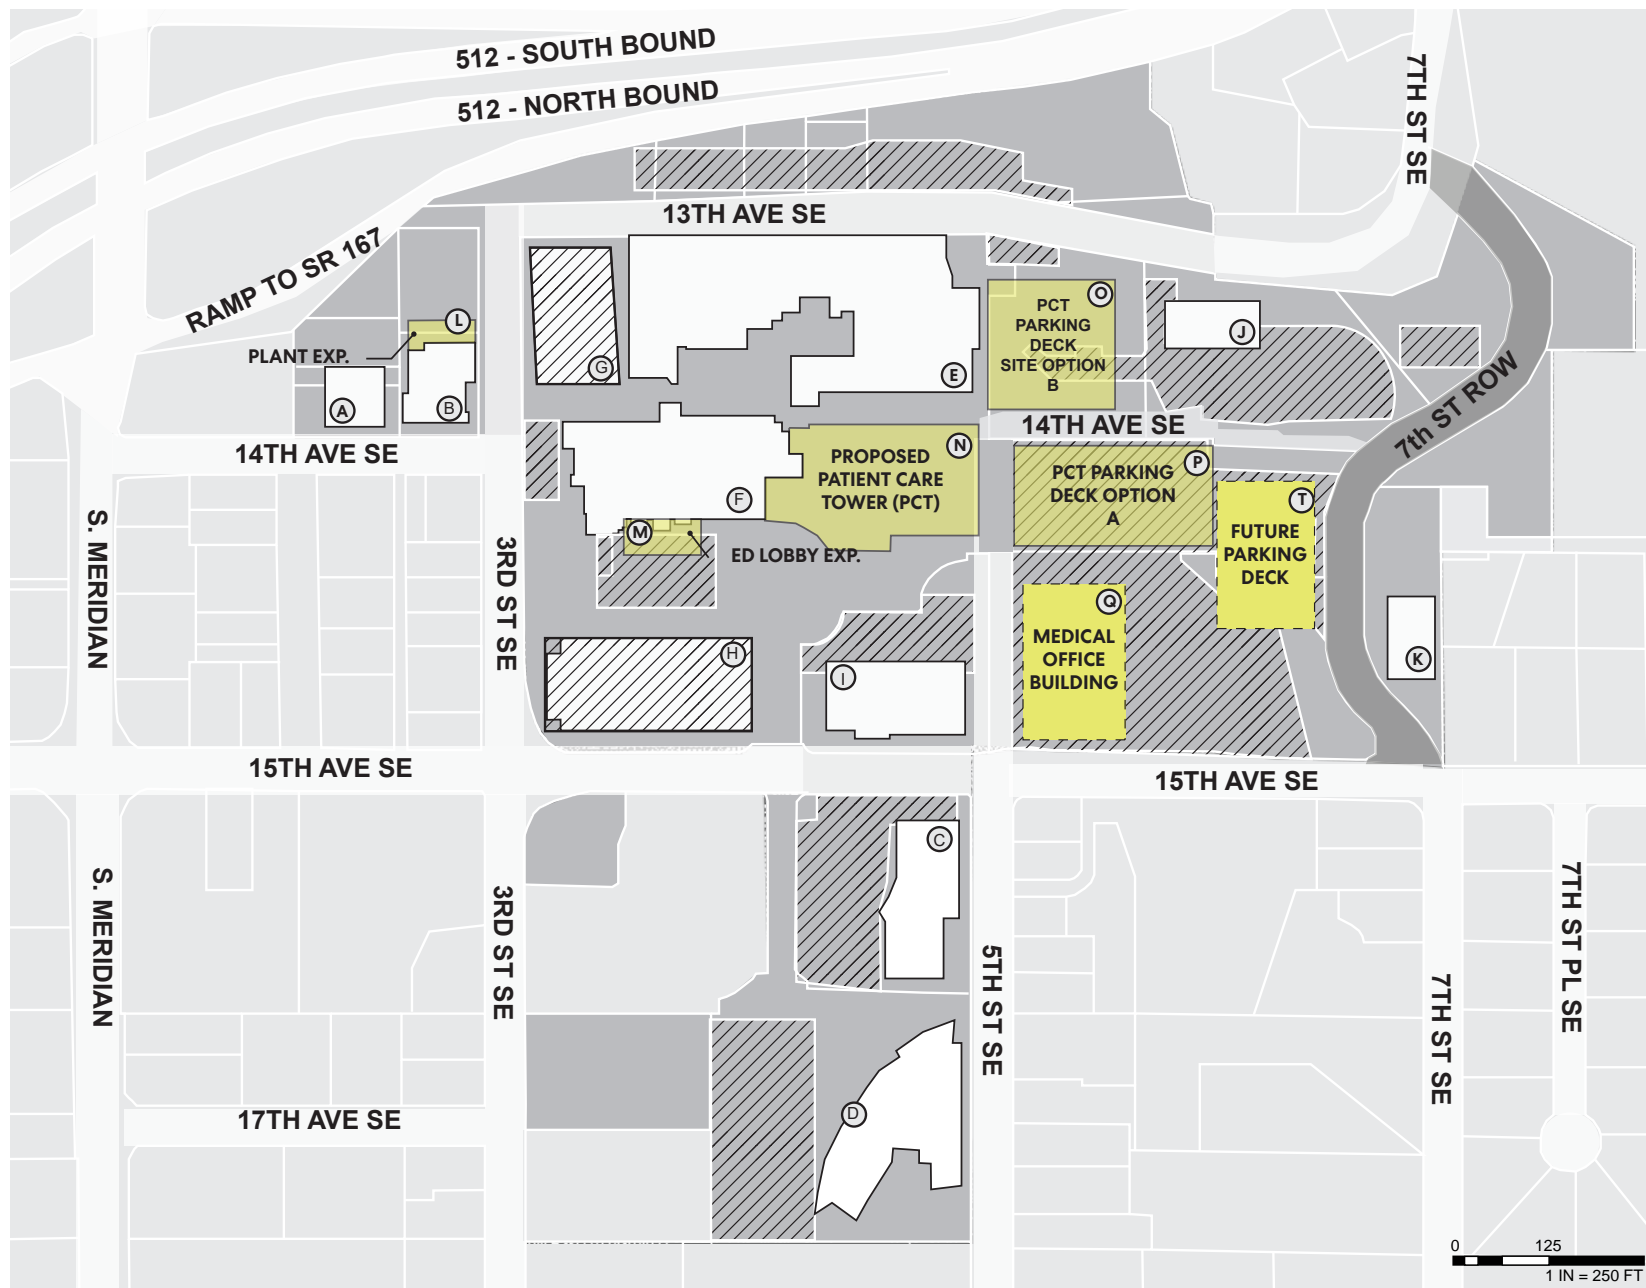 512 - SOUTH BOUND
512 - NORTH BOUND
7TH ST SE
13TH AVE SE
RAMP TO SR 167
PLANT EXP.
L
A
B
G
E
O
PCT
PARKING
DECK
SITE OPTION
B
J
7th ST ROW
14TH AVE SE
14TH AVE SE
F
N
PROPOSED
PATIENT CARE
TOWER (PCT)
P
PCT PARKING
DECK OPTION
A
T
FUTURE
PARKING
DECK
M
ED LOBBY EXP.
S. MERIDIAN
3RD ST SE
H
I
Q
MEDICAL
OFFICE
BUILDING
K
15TH AVE SE
15TH AVE SE
C
S. MERIDIAN
3RD ST SE
5TH ST SE
7TH ST SE
7TH ST PL SE
D
17TH AVE SE
0 125
1 IN = 250 FT